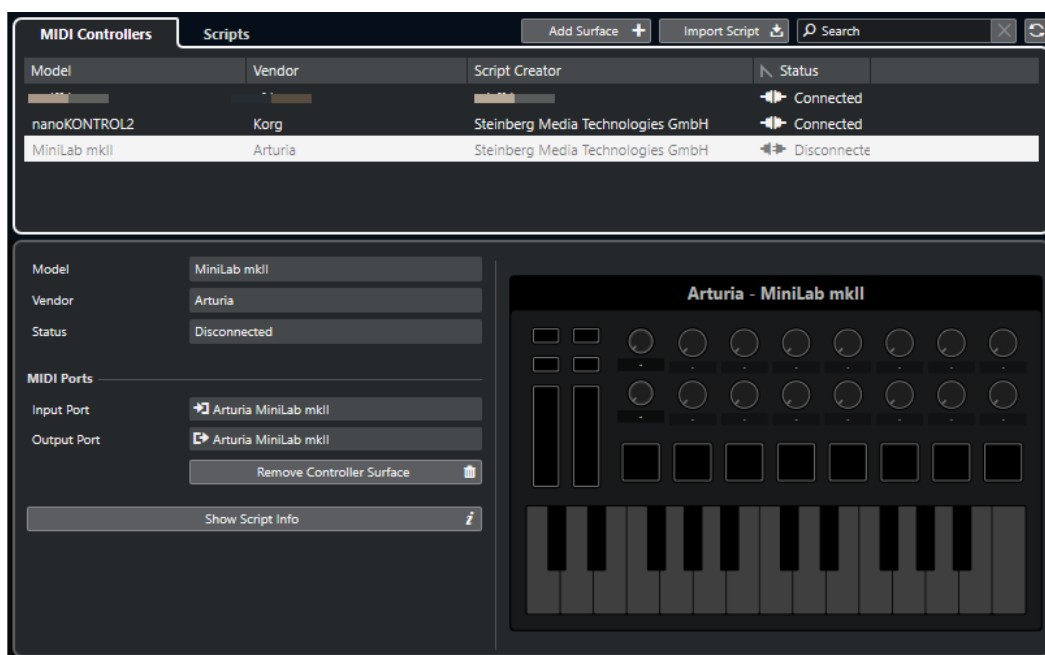 MIDI Controllers Scripts Add Surface Import Script Search
Model Vendor Script Creator Status
Connected
nanoKONTROL2 Korg Steinberg Media Technologies GmbH Connected
MiniLab mkII Arturia Steinberg Media Technologies GmbH Disconnecte
Model MiniLab mkII
Vendor Arturia
Status Disconnected
MIDI Ports
Input Port Arturia MiniLab mkII
Output Port Arturia MiniLab mkII
Remove Controller Surface
Show Script Info i
Arturia - MiniLab mkII